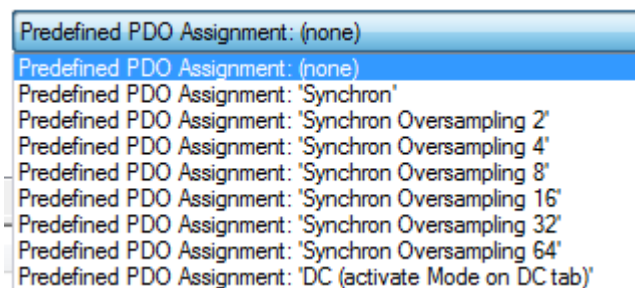 Predefined PDO Assignment: (none)
Predefined PDO Assignment: (none)
Predefined PDO Assignment: 'Synchron'
Predefined PDO Assignment: 'Synchron Oversampling 2'
Predefined PDO Assignment: 'Synchron Oversampling 4'
Predefined PDO Assignment: 'Synchron Oversampling 8'
Predefined PDO Assignment: 'Synchron Oversampling 16'
Predefined PDO Assignment: 'Synchron Oversampling 32'
Predefined PDO Assignment: 'Synchron Oversampling 64'
Predefined PDO Assignment: 'DC (activate Mode on DC tab)'